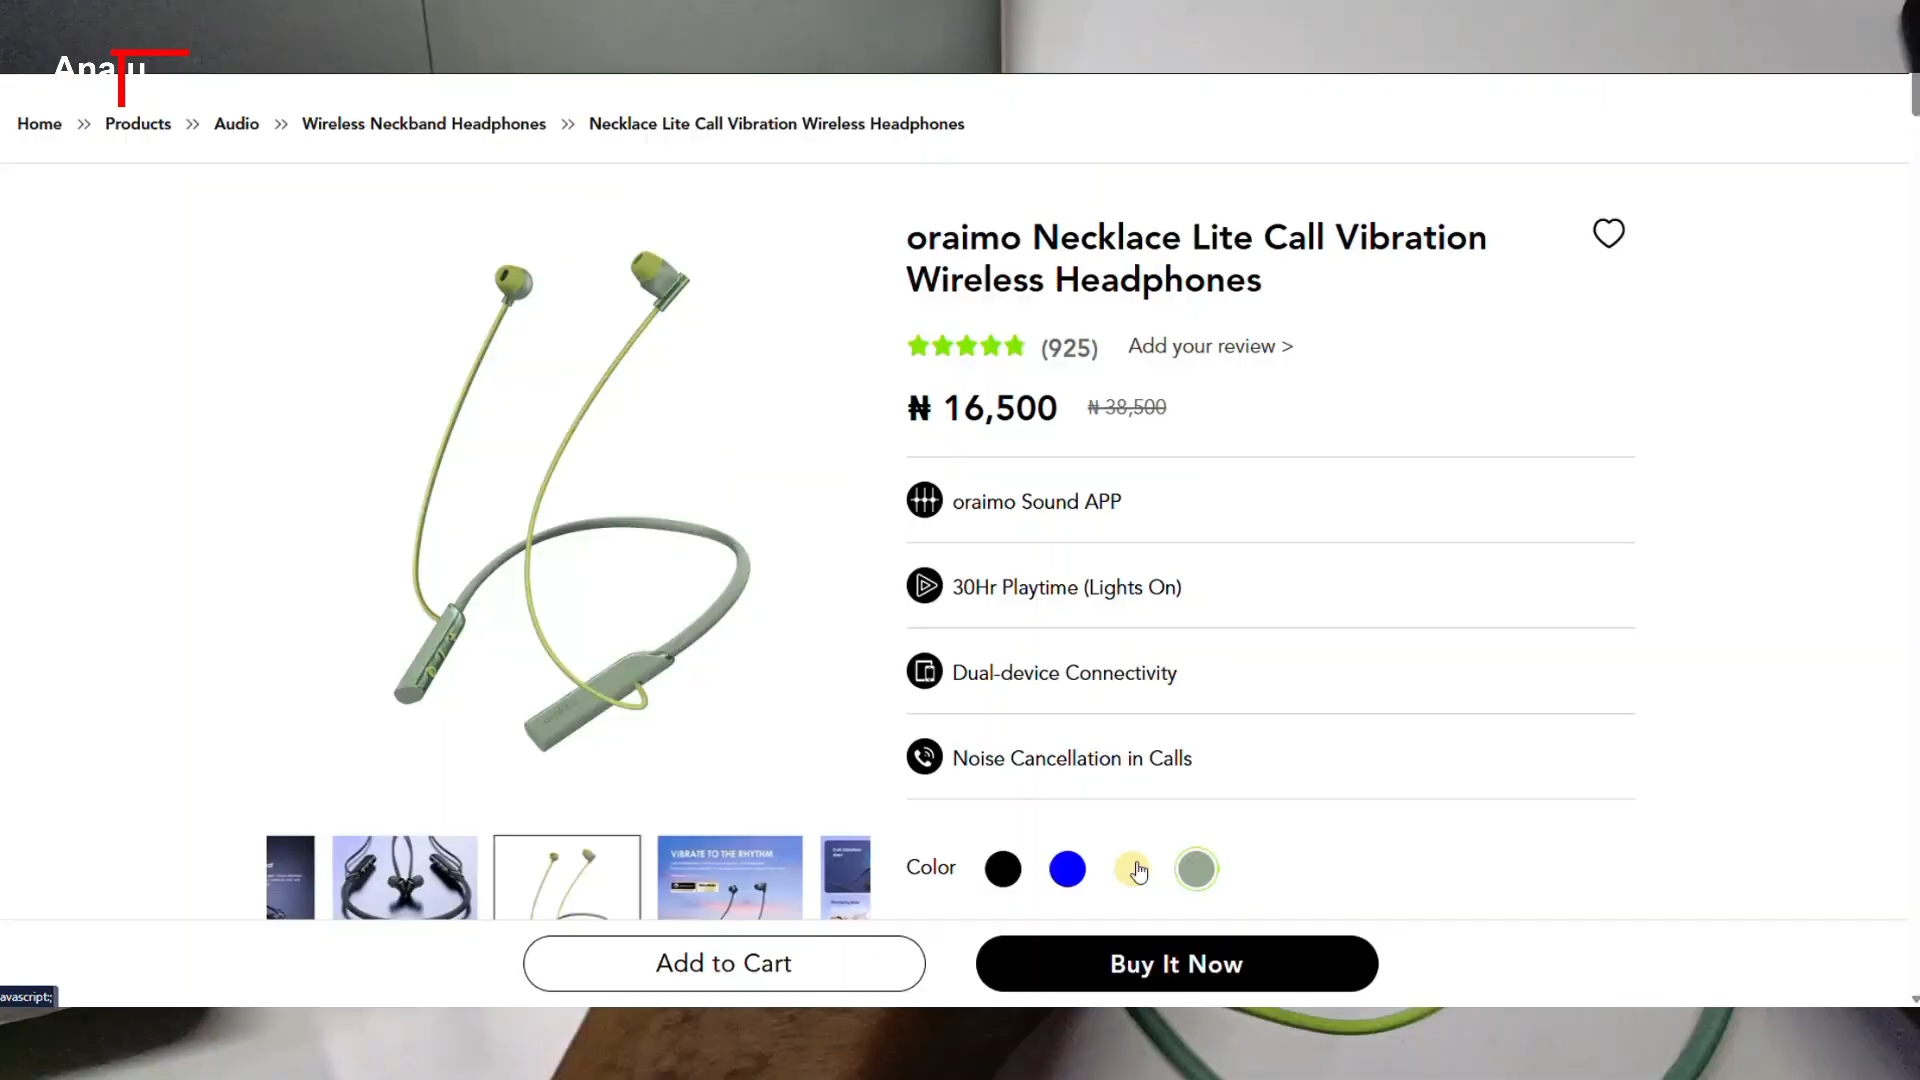 Home >> Products >> Audio >> Wireless Neckband Headphones >> Necklace Lite Call Vibration Wireless Headphones
oraimo Necklace Lite Call Vibration
Wireless Headphones
(925) Add your review >
₦ 16,500 ₦ 38,500
oraimo Sound APP
30Hr Playtime (Lights On)
Dual-device Connectivity
Noise Cancellation in Calls
VIBRATE TO THE RHYTHM
Color
Add to Cart
Buy It Now
avascript:;